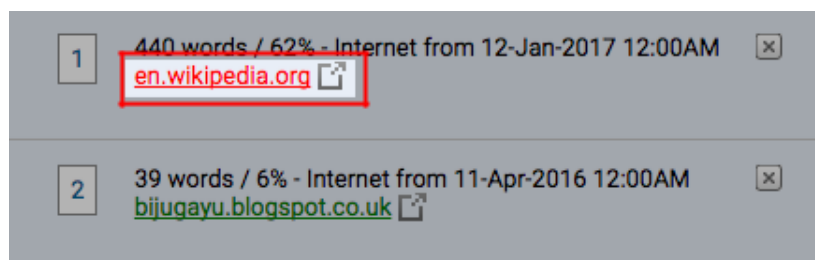 1
440 words / 62% - Internet from 12-Jan-2017 12:00AM
en.wikipedia.org
2
39 words / 6% - Internet from 11-Apr-2016 12:00AM
bijugayu.blogspot.co.uk